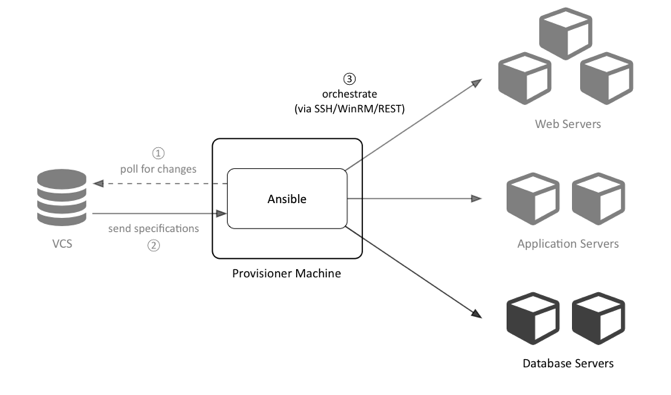 ③
orchestrate
(via SSH/WinRM/REST)
Web Servers
①
poll for changes
Ansible
send specifications
②
VCS
Application Servers
Provisioner Machine
Database Servers